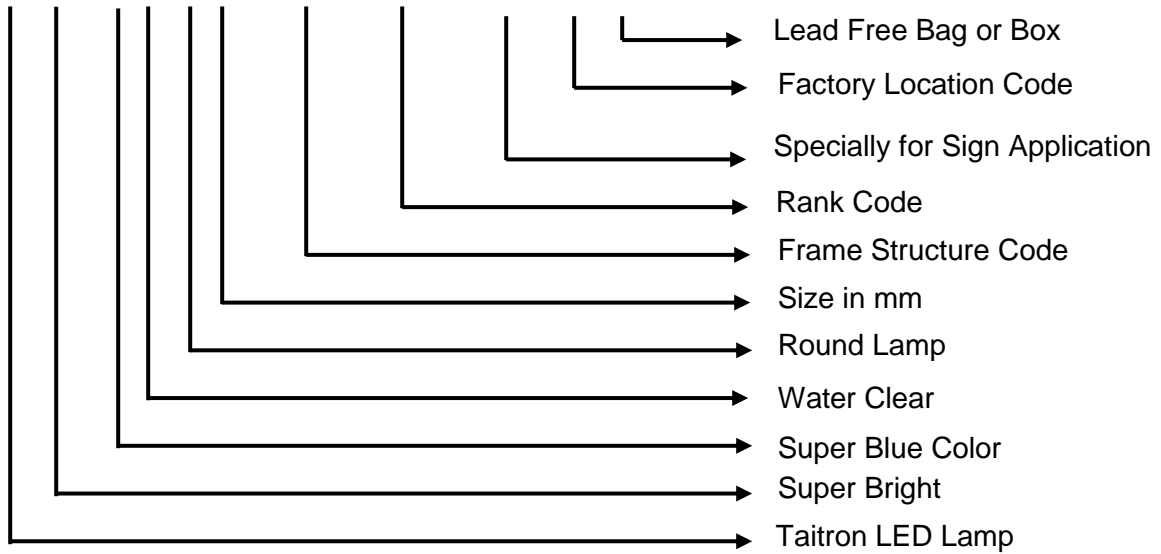 Lead Free Bag or Box
Factory Location Code
Specially for Sign Application
Rank Code
Frame Structure Code
Size in mm
Round Lamp
Water Clear
Super Blue Color
Super Bright
Taitron LED Lamp